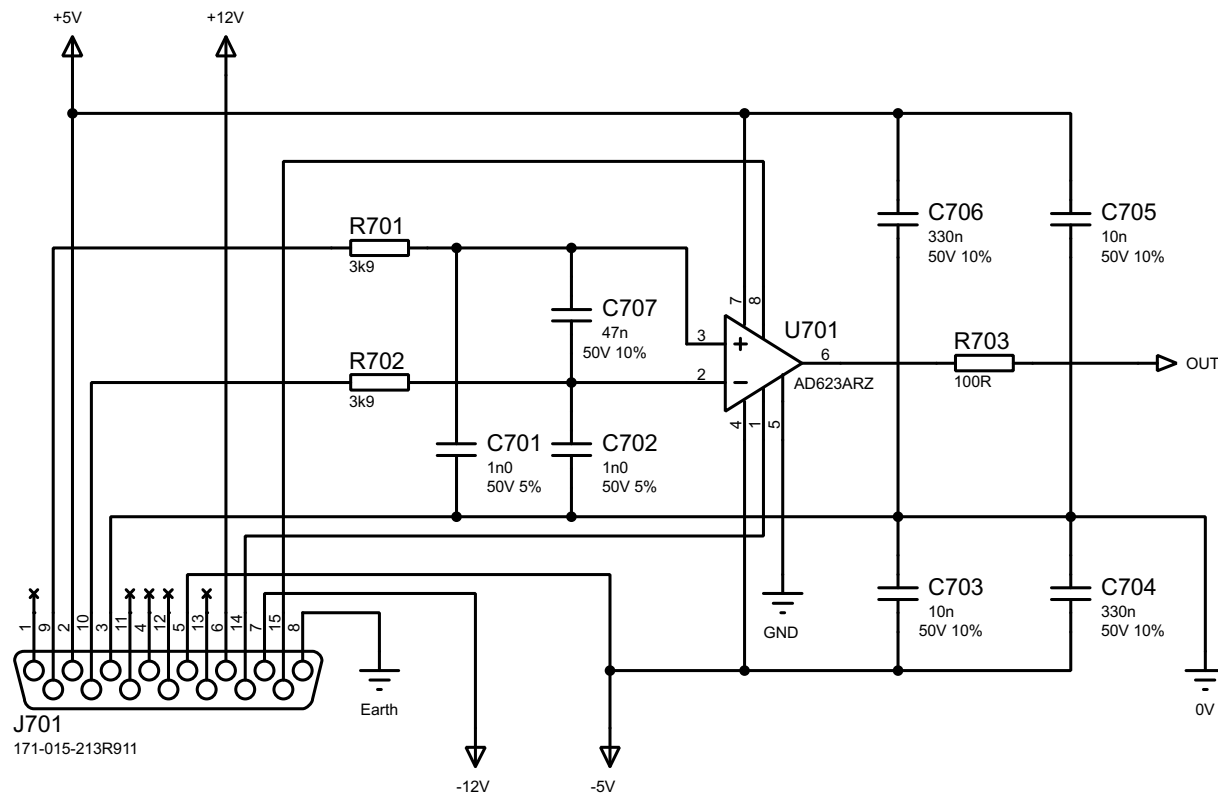 +5V
+12V
R701
3k9
R702
3k9
C707
47n
50V 10%
C701
1n0
50V 5%
C702
1n0
50V 5%
7
8
3
+
2
−
4
1
5
6
U701
AD623ARZ
GND
C706
330n
50V 10%
C705
10n
50V 10%
R703
100R
OUT
C703
10n
50V 10%
C704
330n
50V 10%
0V
1
9
2
10
3
11
4
12
5
13
6
14
7
15
8
J701
171-015-213R911
Earth
-12V
-5V